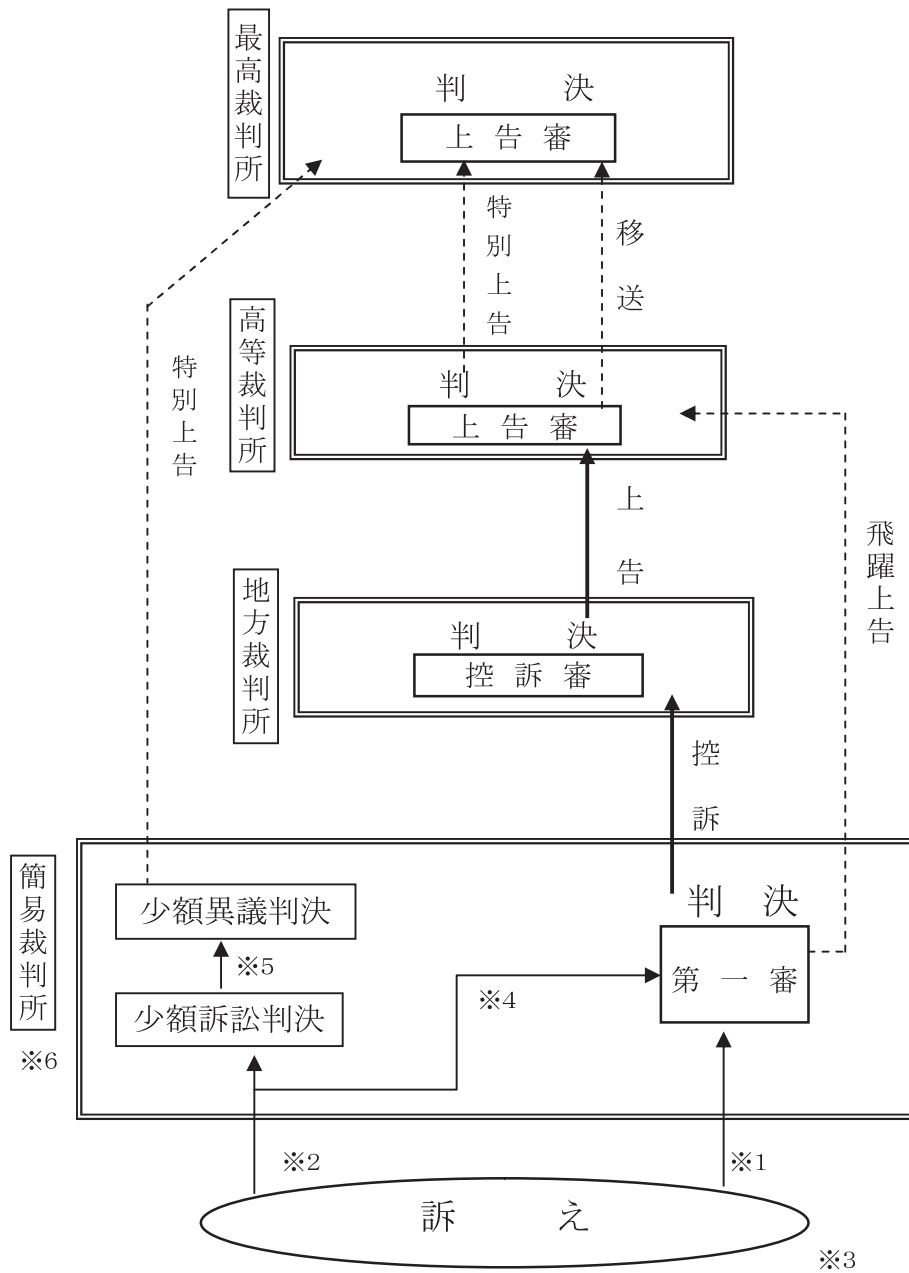 最高裁判所
判　決
上告審
特別上告
移送
高等裁判所
判　決
上告審
特別上告
上告
飛躍上告
地方裁判所
判　決
控訴審
控訴
簡易裁判所
※6
少額異議判決
※5
少額訴訟判決
※4
判　決
第一審
※2
※1
訴　え
※3